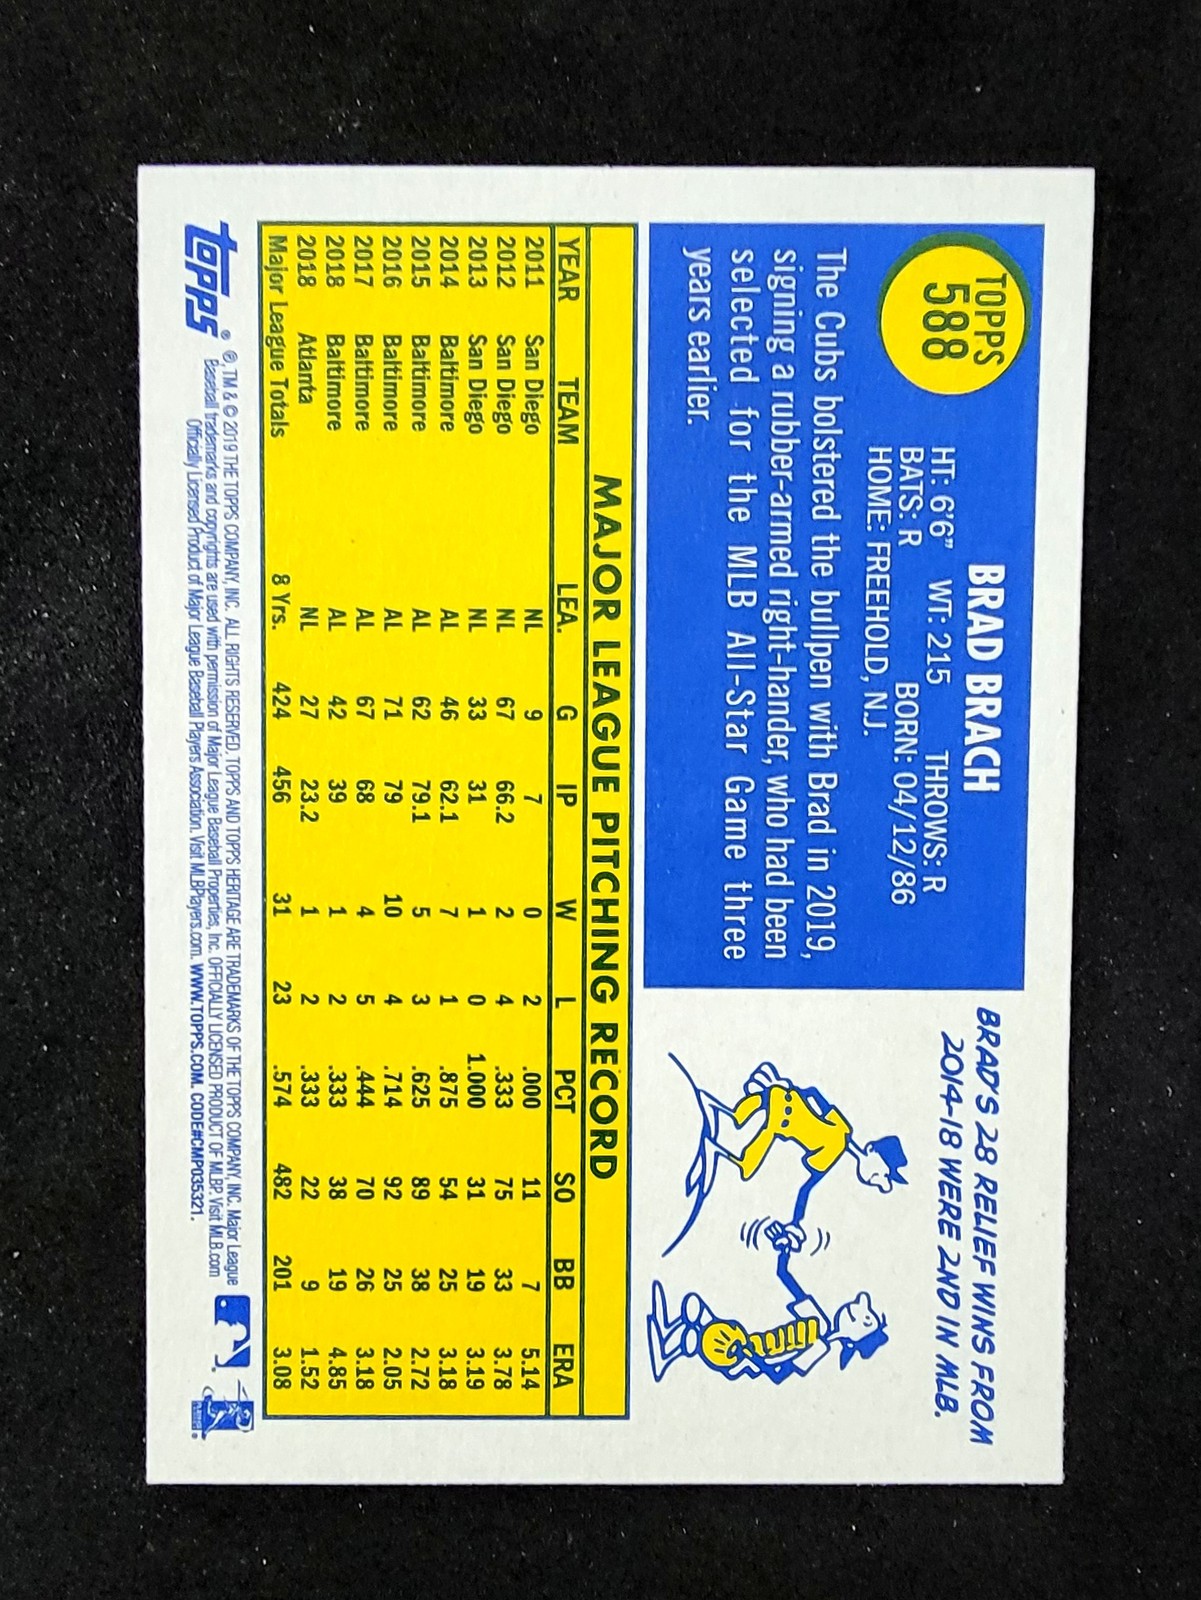 TOPPS
588
BRAD BRACH
HT: 6'6" WT: 215 THROWS: R
BATS: R BORN: 04/12/86
HOME: FREEHOLD, N.J.
The Cubs bolstered the bullpen with Brad in 2019,
signing a rubber-armed right-hander, who had been
selected for the MLB All-Star Game three
years earlier.
BRAD'S 28 RELIEF WINS FROM
2014-18 WERE 2ND IN MLB.
MAJOR LEAGUE PITCHING RECORD
YEAR TEAM LEA. G IP W L PCT SO BB ERA
2011 San Diego NL 9 7 0 2 .000 11 7 5.14
2012 San Diego NL 67 66.2 2 4 .333 75 33 3.78
2013 San Diego NL 33 31 1 0 1.000 31 19 3.19
2014 Baltimore AL 46 62.1 7 1 .875 54 25 3.18
2015 Baltimore AL 62 79.1 5 3 .625 89 38 2.72
2016 Baltimore AL 71 79 10 4 .714 92 25 2.05
2017 Baltimore AL 67 68 4 5 .444 70 26 3.18
2018 Baltimore AL 42 39 1 2 .333 38 19 4.85
2018 Atlanta NL 27 23.2 1 2 .333 22 9 1.52
Major League Totals 8 Yrs. 424 456 31 23 .574 482 201 3.08
topps®
®, TM & © 2019 THE TOPPS COMPANY, INC. ALL RIGHTS RESERVED. TOPPS AND TOPPS HERITAGE ARE TRADEMARKS OF THE TOPPS COMPANY, INC. Major League
Baseball trademarks and copyrights are used with permission of Major League Baseball Properties, Inc. OFFICIALLY LICENSED PRODUCT OF MLBP. Visit MLB.com
Officially Licensed Product of Major League Baseball Players Association. Visit MLBPlayers.com. WWW.TOPPS.COM. CODE#CMP035321.